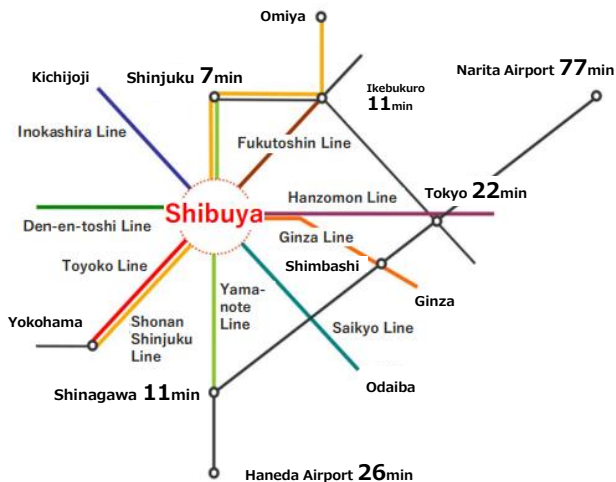 Omiya
Narita Airport 77min
Kichijoji
Shinjuku 7min
Ikebukuro
11min
Inokashira Line
Fukutoshin Line
Tokyo 22min
Hanzomon Line
Shibuya
Den-en-toshi Line
Ginza Line
Toyoko Line
Shimbashi
Yama-
note
Line
Ginza
Yokohama
Shonan
Shinjuku
Line
Saikyo Line
Odaiba
Shinagawa 11min
Haneda Airport 26min